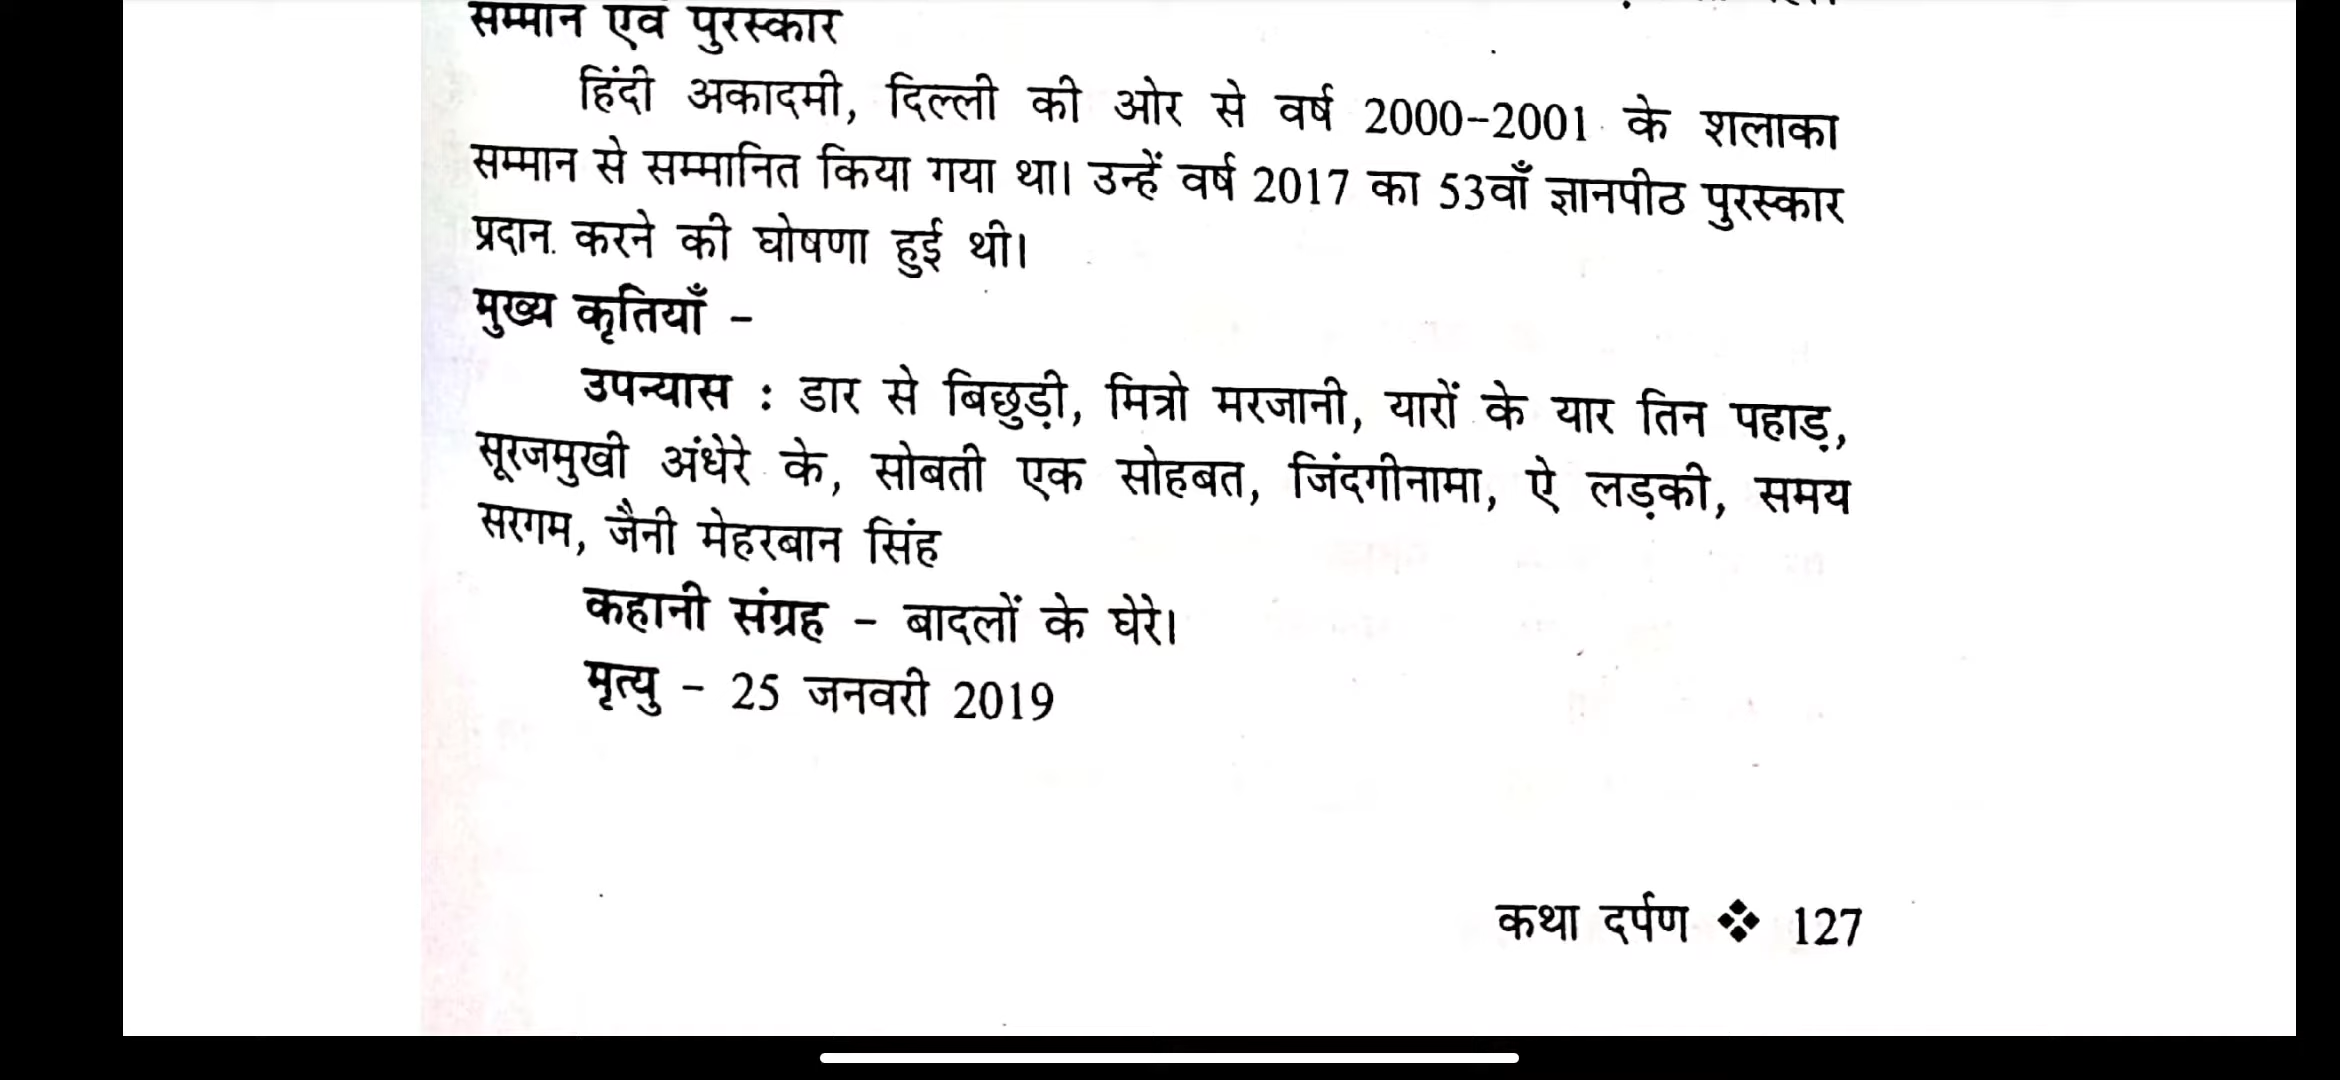 सम्मान एवं पुरस्कार
हिंदी अकादमी, दिल्ली की ओर से वर्ष 2000-2001 के शलाका
सम्मान से सम्मानित किया गया था। उन्हें वर्ष 2017 का 53वाँ ज्ञानपीठ पुरस्कार
प्रदान करने की घोषणा हुई थी।
मुख्य कृतियाँ -
उपन्यास : डार से बिछुड़ी, मित्रो मरजानी, यारों के यार तिन पहाड़,
सूरजमुखी अंधेरे के, सोबती एक सोहबत, जिंदगीनामा, ऐ लड़की, समय
सरगम, जैनी मेहरबान सिंह
कहानी संग्रह - बादलों के घेरे।
मृत्यु - 25 जनवरी 2019
कथा दर्पण ❖ 127